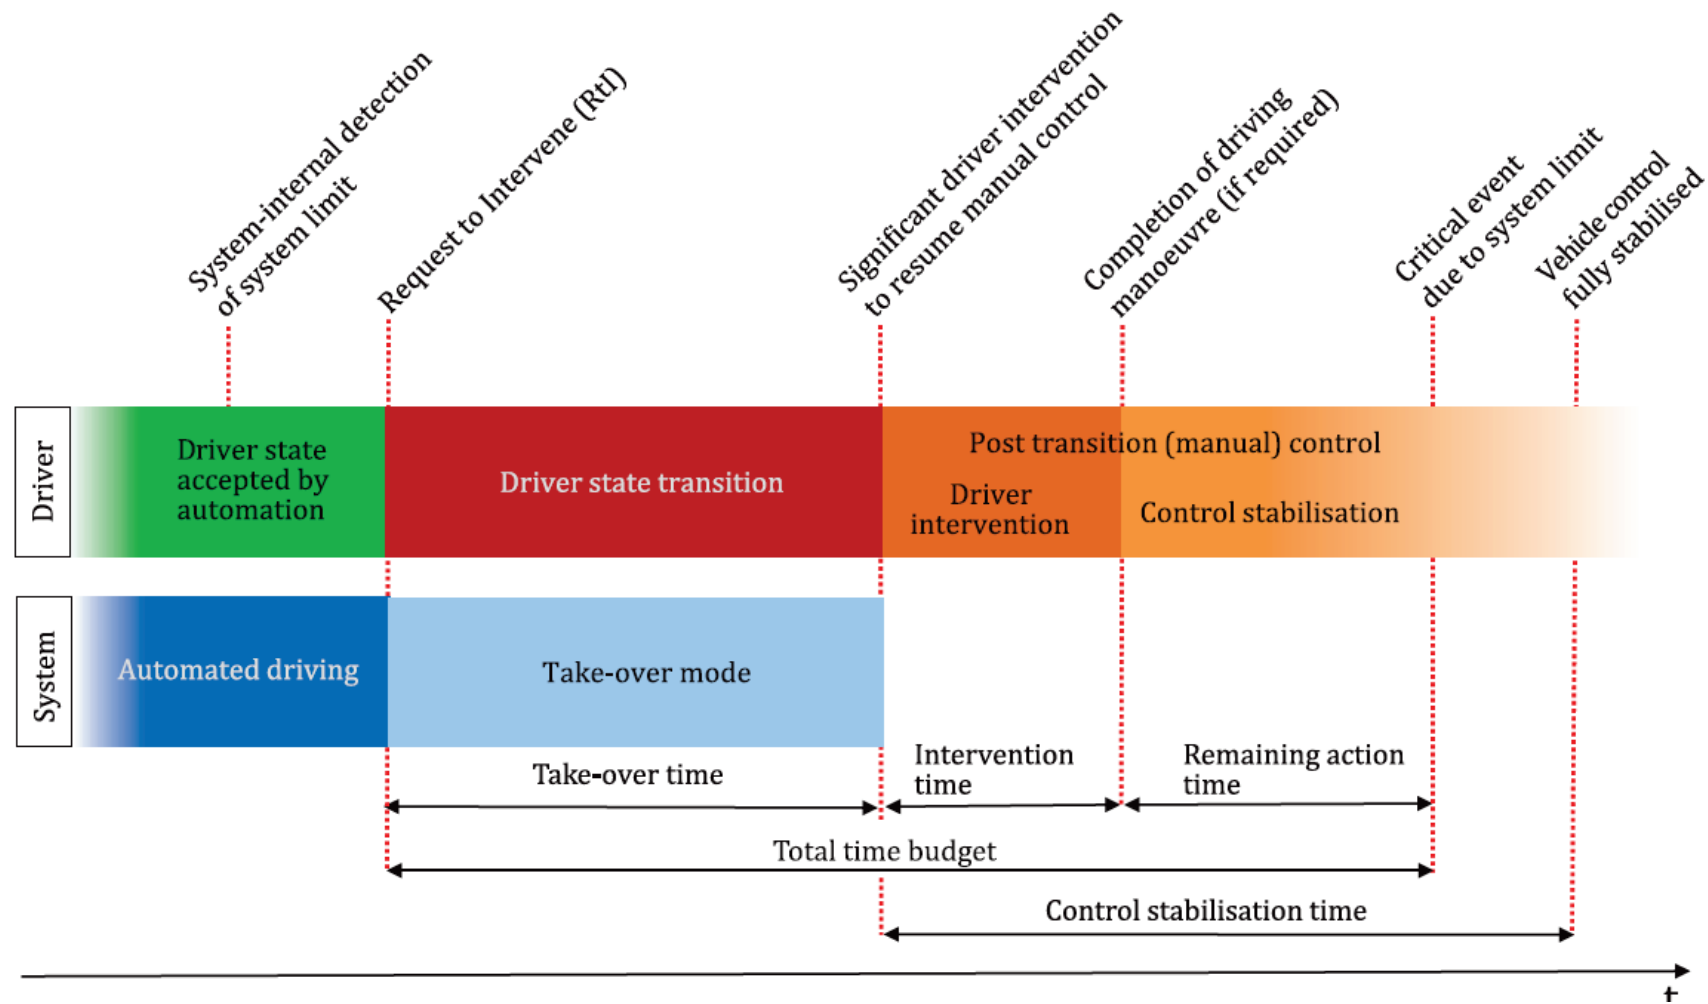 System-internal detection
of system limit
Request to Intervene (RtI)
Significant driver intervention
to resume manual control
Completion of driving
manoeuvre (if required)
Critical event
due to system limit
Vehicle control
fully stabilised
Driver
Driver state
accepted by
automation
Driver state transition
Post transition (manual) control
Driver
intervention
Control stabilisation
System
Automated driving
Take-over mode
Take-over time
Intervention
time
Remaining action
time
Total time budget
Control stabilisation time
t